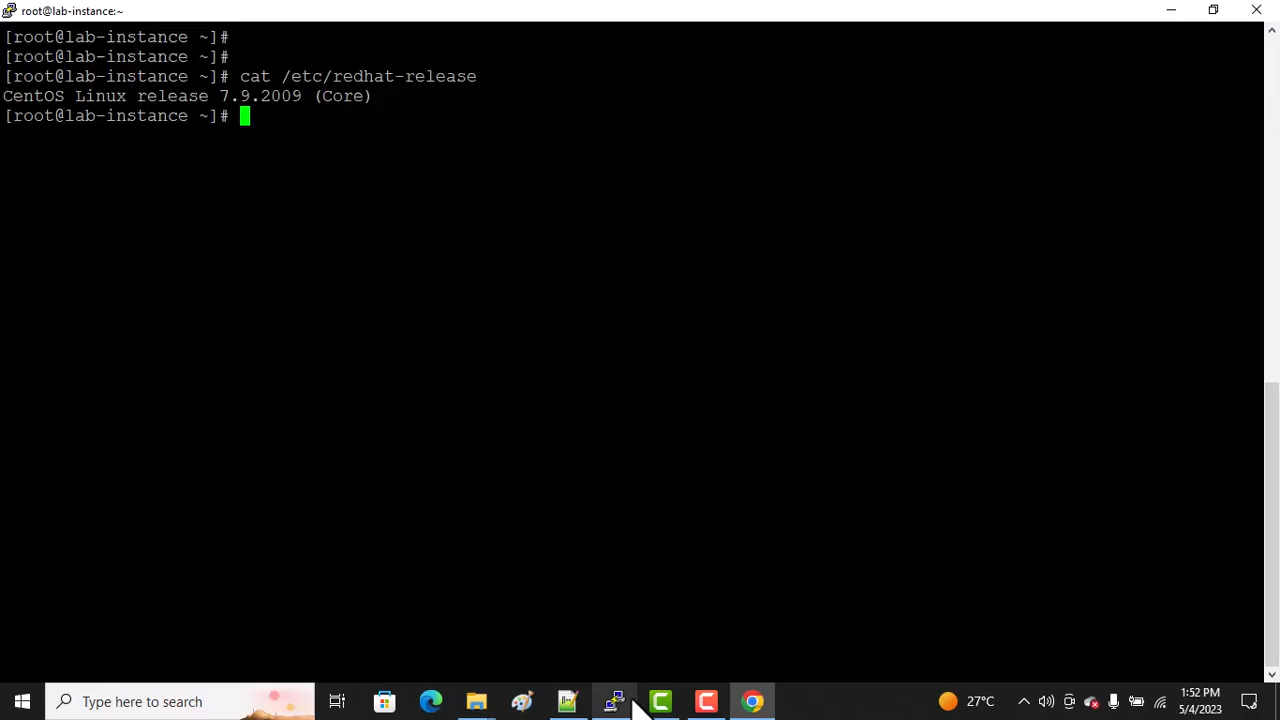 root@lab-instance:~
[root@lab-instance ~]#
[root@lab-instance ~]#
[root@lab-instance ~]# cat /etc/redhat-release
CentOS Linux release 7.9.2009 (Core)
[root@lab-instance ~]#
Type here to search
27°C
1:52 PM
5/4/2023